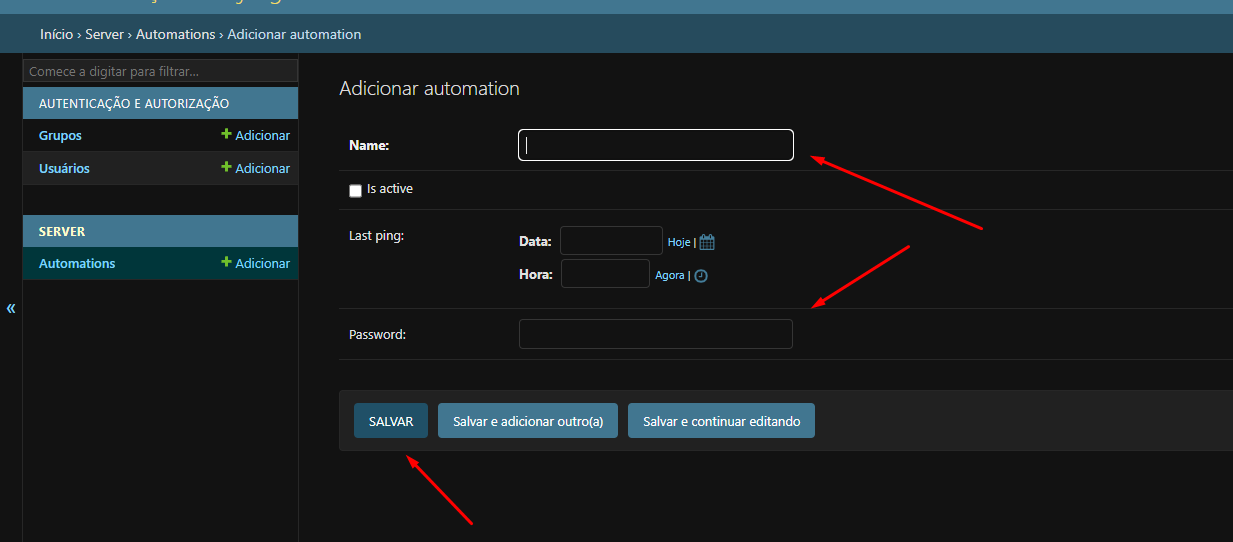 Início › Server › Automations › Adicionar automation
Comece a digitar para filtrar...
AUTENTICAÇÃO E AUTORIZAÇÃO
Grupos + Adicionar
Usuários + Adicionar
SERVER
Automations + Adicionar
«
Adicionar automation
Name:
Is active
Last ping:
Data: Hoje |
Hora: Agora |
Password:
SALVAR Salvar e adicionar outro(a) Salvar e continuar editando